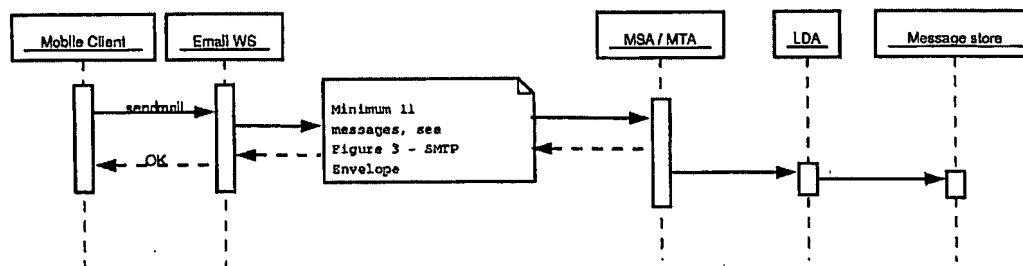 Mobile Client
Email WS
MSA / MTA
LDA
Message store
sendmail
Minimum 11
messages, see
Figure 3 - SMTP
Envelope
OK